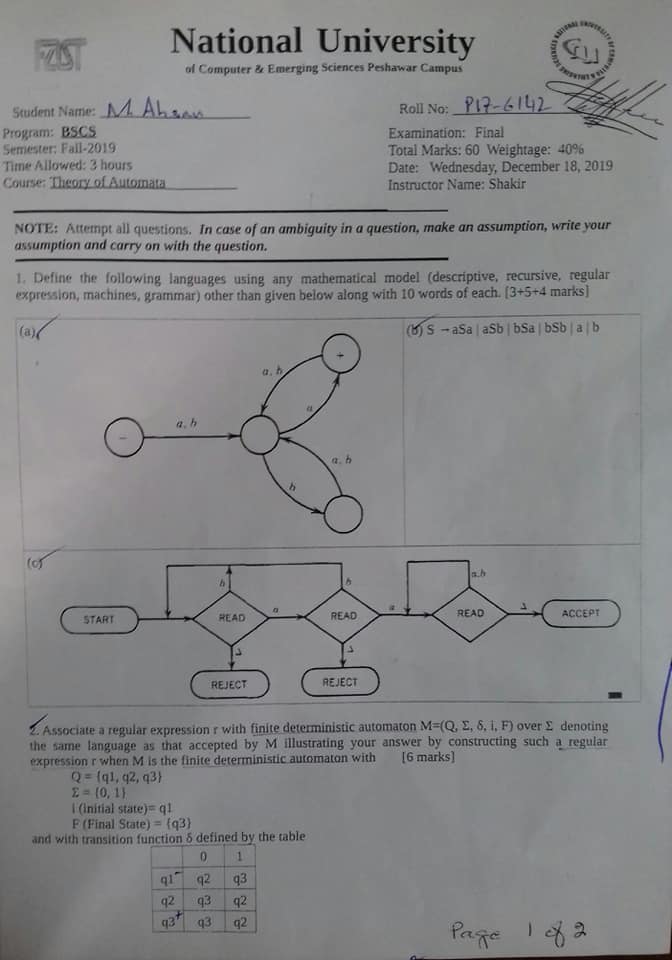 FAST
National University
of Computer & Emerging Sciences Peshawar Campus
Student Name: M. Ahsan
Roll No: P17-6142
Program: BSCS
Examination: Final
Semester: Fall-2019
Total Marks: 60 Weightage: 40%
Time Allowed: 3 hours
Date: Wednesday, December 18, 2019
Course: Theory of Automata
Instructor Name: Shakir
NOTE: Attempt all questions. In case of an ambiguity in a question, make an assumption, write your
assumption and carry on with the question.
1. Define the following languages using any mathematical model (descriptive, recursive, regular
expression, machines, grammar) other than given below along with 10 words of each. [3+5+4 marks]
(a)
(b) S → aSa | aSb | bSa | bSb | a | b
+
a, b
a
a, b
−
a, b
b
(c)
b
b
a,b
START
READ
a
READ
a
READ
Δ
ACCEPT
Δ
Δ
REJECT
REJECT
2. Associate a regular expression r with finite deterministic automaton M=(Q, Σ, δ, i, F) over Σ denoting
the same language as that accepted by M illustrating your answer by constructing such a regular
expression r when M is the finite deterministic automaton with [6 marks]
Q = {q1, q2, q3}
Σ = {0, 1}
i (initial state)= q1
F (Final State) = {q3}
and with transition function δ defined by the table
0 1
q1− q2 q3
q2 q3 q2
q3+ q3 q2
Page 1 of 2